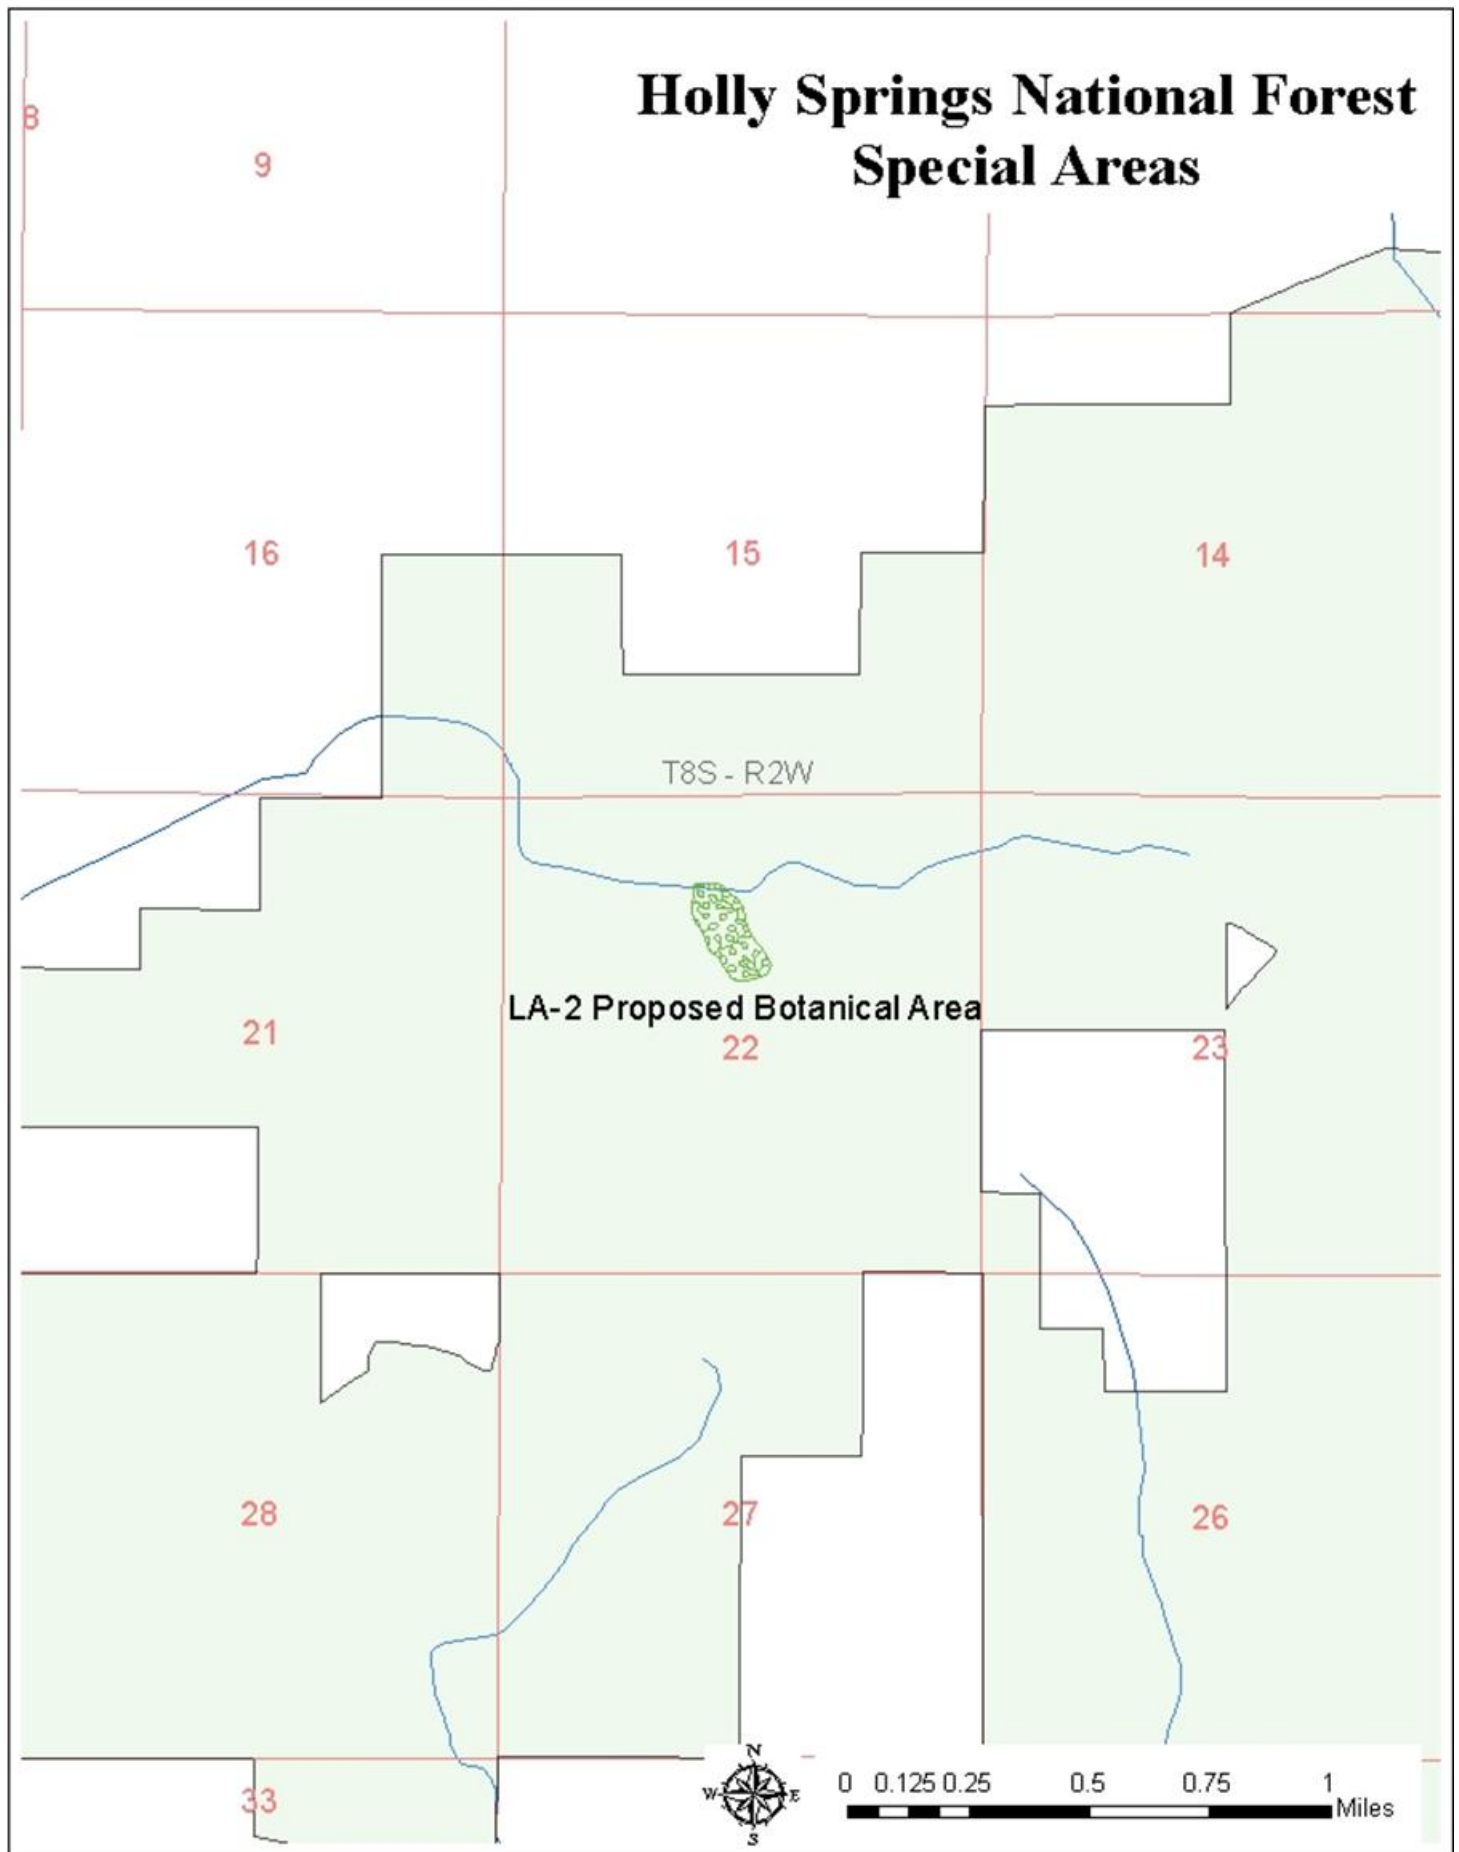 Holly Springs National Forest
Special Areas
8
9
16
15
14
T8S - R2W
LA-2 Proposed Botanical Area
21
22
23
28
27
26
33
N
W
E
S
0 0.125 0.25 0.5 0.75 1
Miles